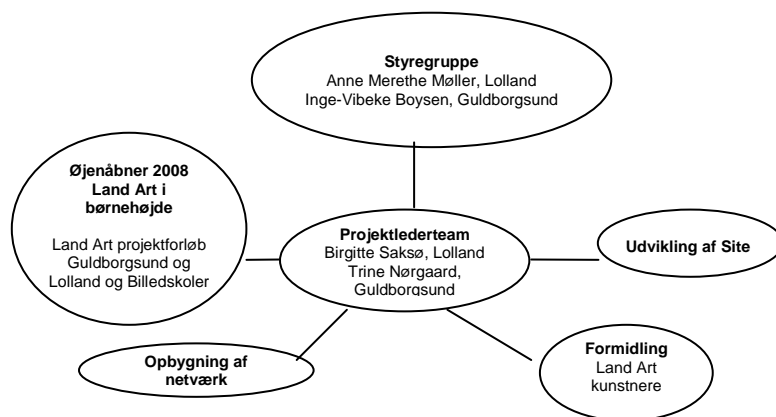 Styregruppe
Anne Merethe Møller, Lolland
Inge-Vibeke Boysen, Guldborgsund
Øjenåbner 2008
Land Art i
børnehøjde
Land Art projektforløb
Guldborgsund og
Lolland og Billedskoler
Projektlederteam
Birgitte Saksø, Lolland
Trine Nørgaard,
Guldborgsund
Udvikling af Site
Opbygning af
netværk
Formidling
Land Art
kunstnere